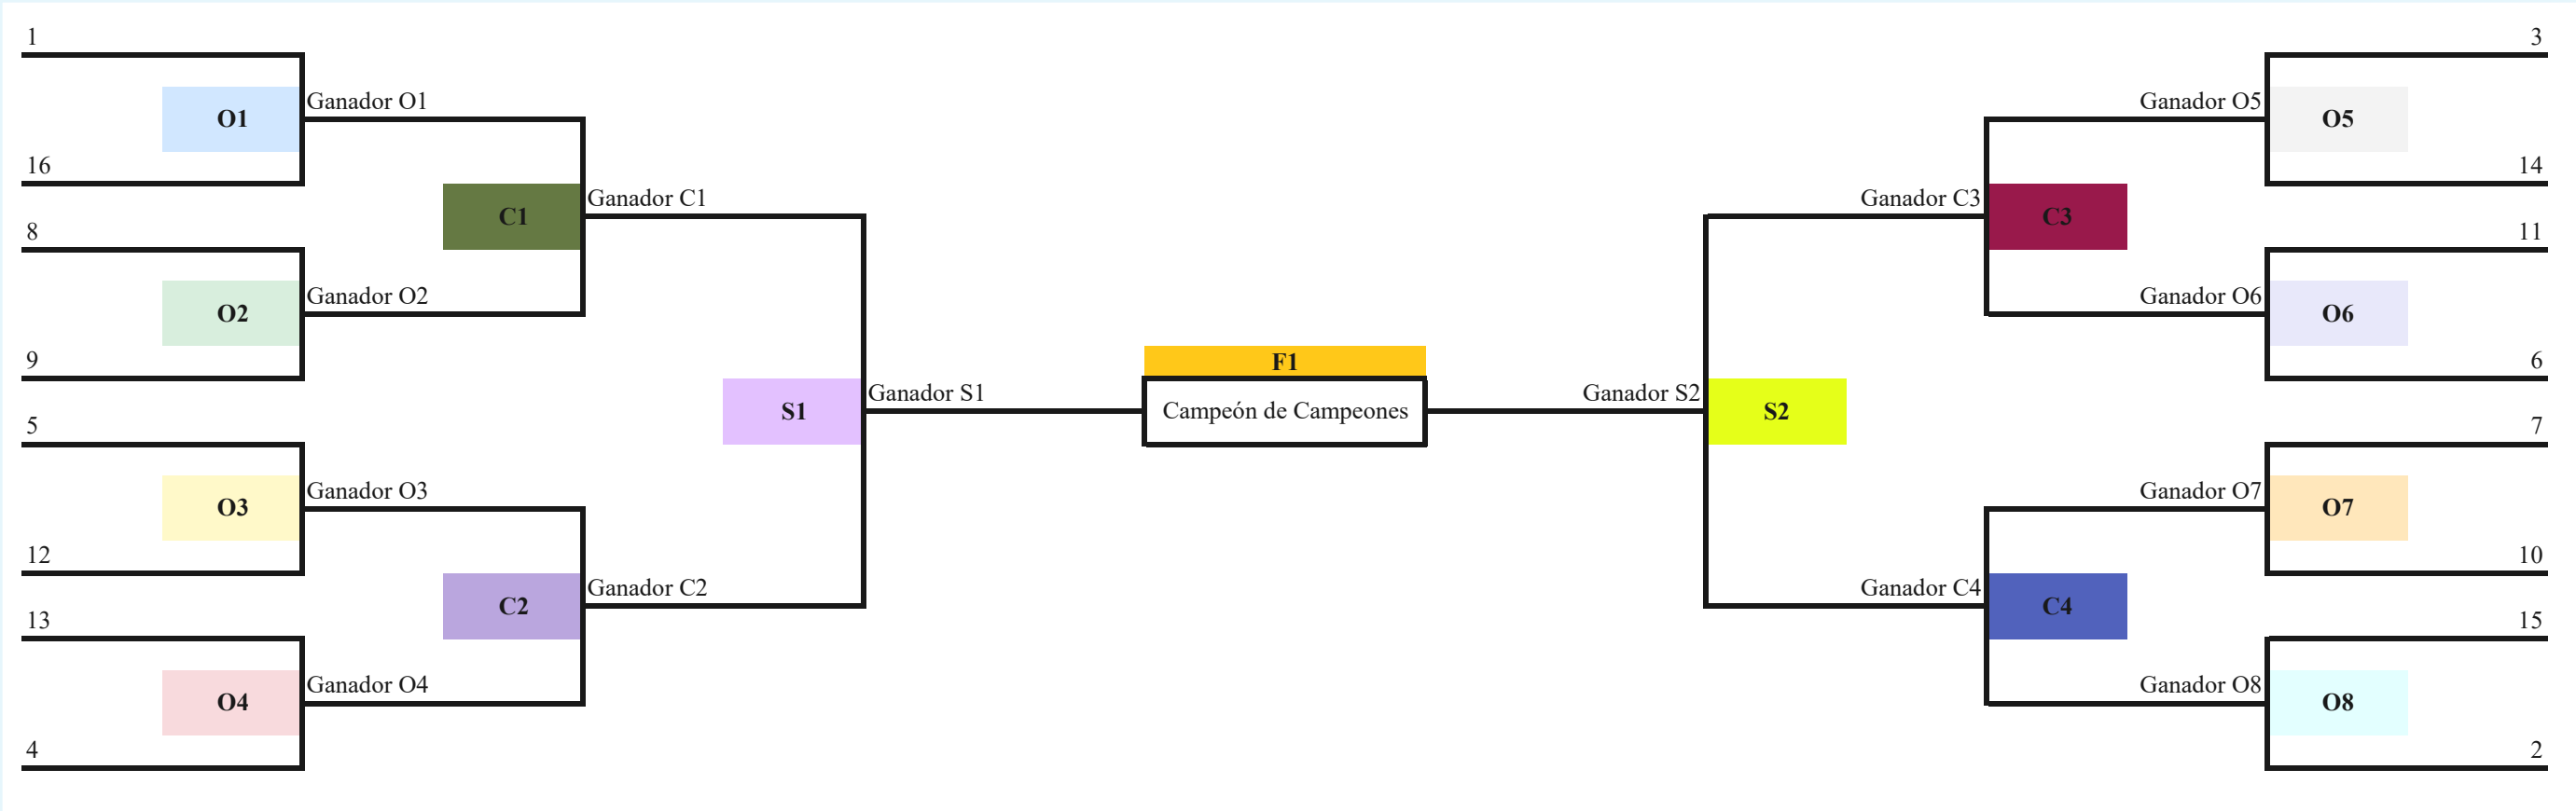 1
O1
Ganador O1
16
C1
Ganador C1
8
O2
Ganador O2
9
S1
Ganador S1
5
O3
Ganador O3
12
C2
Ganador C2
13
O4
Ganador O4
4
F1
Campeón de Campeones
3
Ganador O5
O5
14
Ganador C3
C3
11
Ganador O6
O6
6
Ganador S2
S2
7
Ganador O7
O7
10
Ganador C4
C4
15
Ganador O8
O8
2